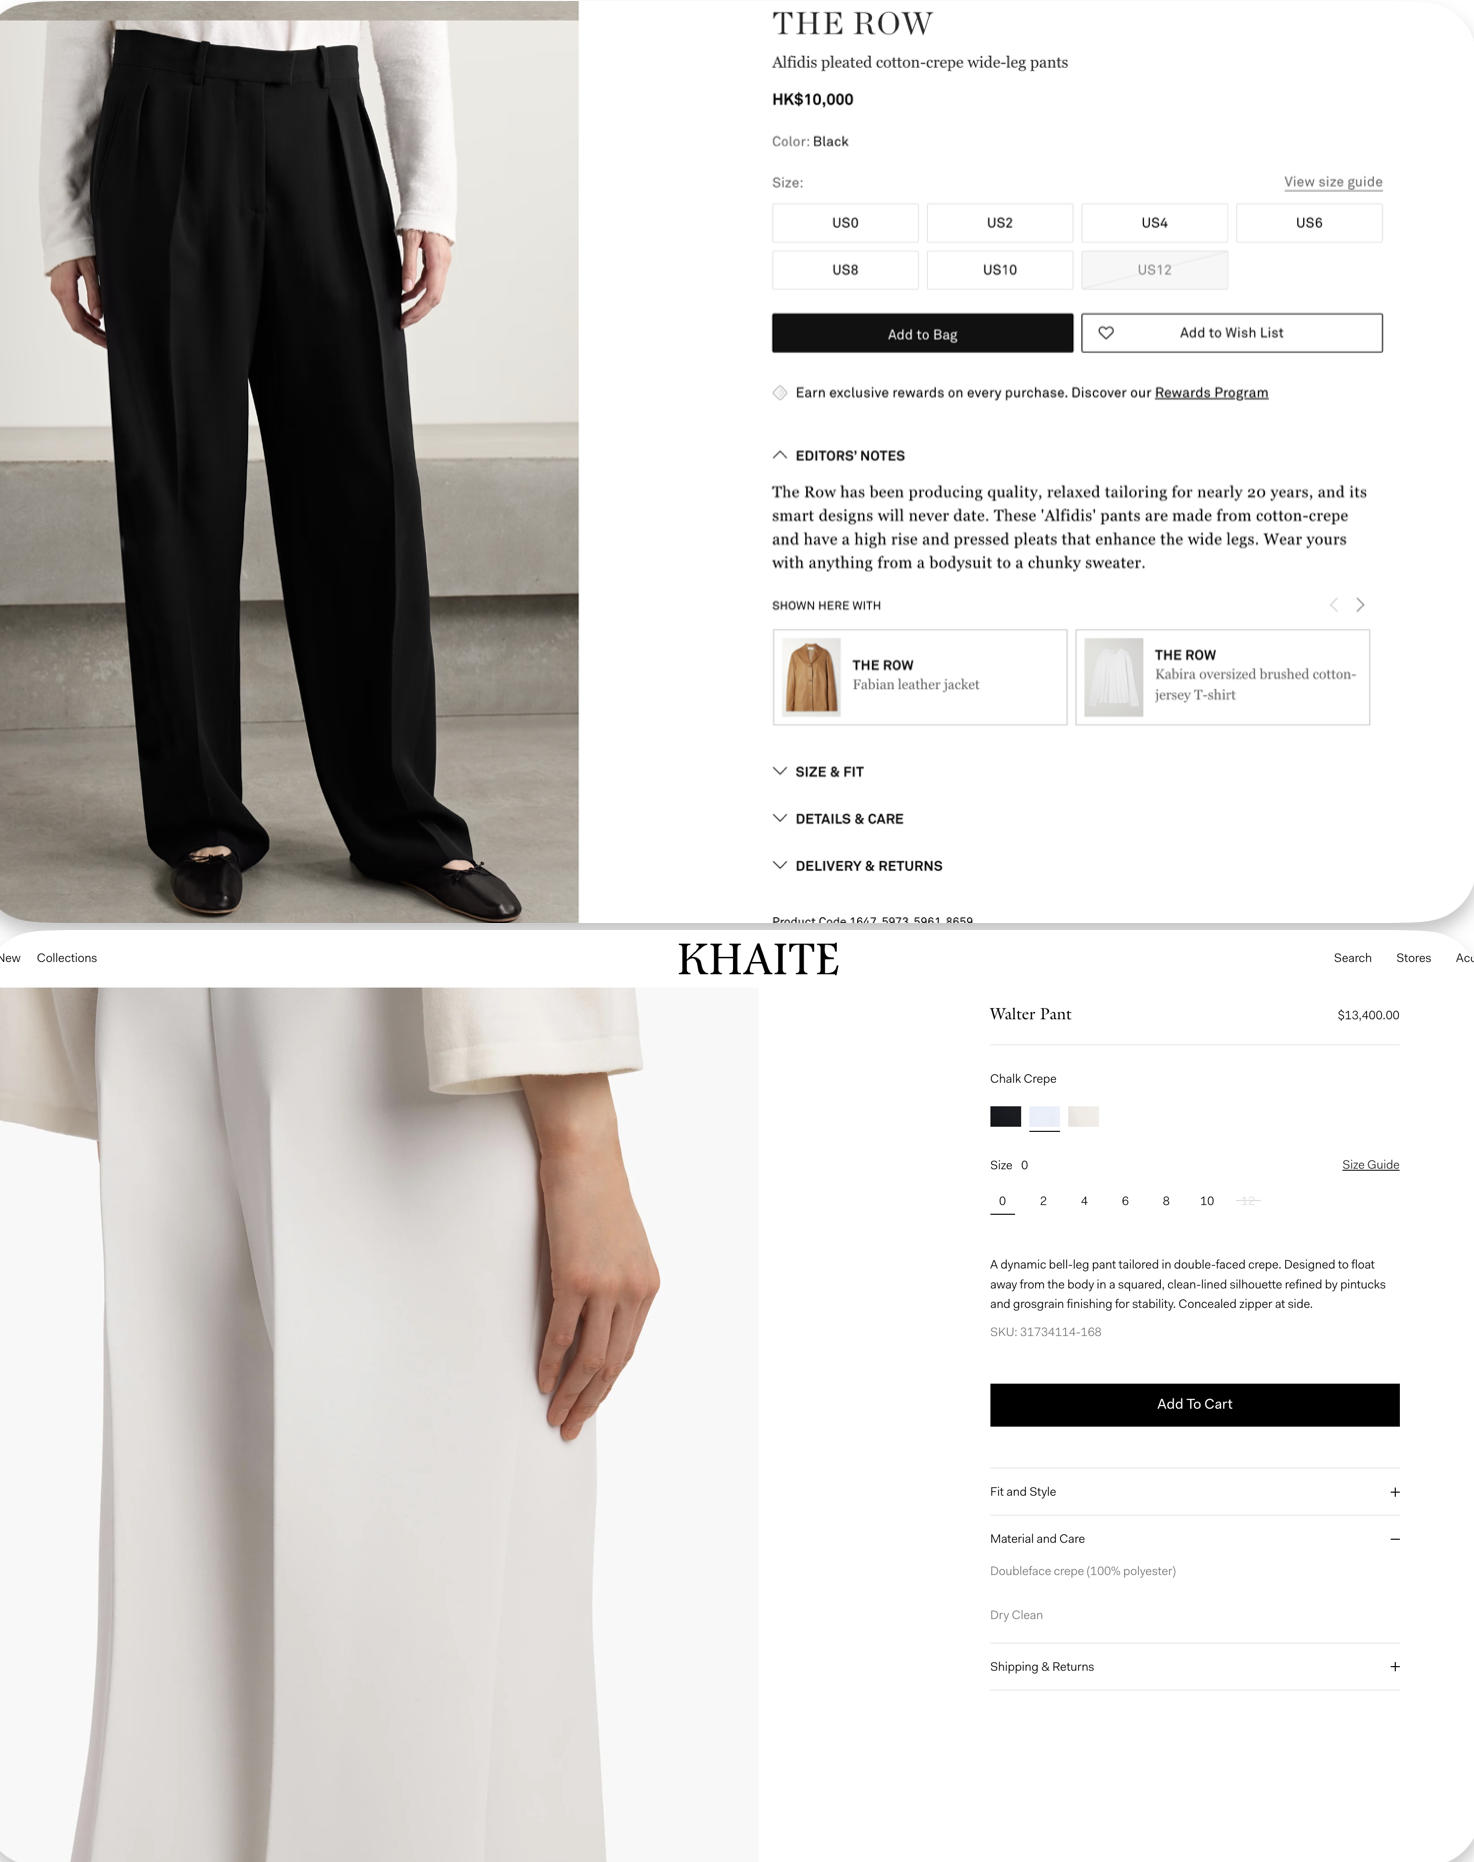 THE ROW
Alfidis pleated cotton-crepe wide-leg pants
HK$10,000
Color: Black
Size:
View size guide
US0
US2
US4
US6
US8
US10
US12
Add to Bag
Add to Wish List
Earn exclusive rewards on every purchase. Discover our Rewards Program
EDITORS' NOTES
The Row has been producing quality, relaxed tailoring for nearly 20 years, and its
smart designs will never date. These 'Alfidis' pants are made from cotton-crepe
and have a high rise and pressed pleats that enhance the wide legs. Wear yours
with anything from a bodysuit to a chunky sweater.
SHOWN HERE WITH
THE ROW
Fabian leather jacket
THE ROW
Kabira oversized brushed cotton-
jersey T-shirt
SIZE & FIT
DETAILS & CARE
DELIVERY & RETURNS
Product Code 1647 5973 5961 8659
New
Collections
KHAITE
Search
Stores
Walter Pant
$13,400.00
Chalk Crepe
Size 0
Size Guide
0
2
4
6
8
10
12
A dynamic bell-leg pant tailored in double-faced crepe. Designed to float
away from the body in a squared, clean-lined silhouette refined by pintucks
and grosgrain finishing for stability. Concealed zipper at side.
SKU: 31734114-168
Add To Cart
Fit and Style
Material and Care
Doubleface crepe (100% polyester)
Dry Clean
Shipping & Returns